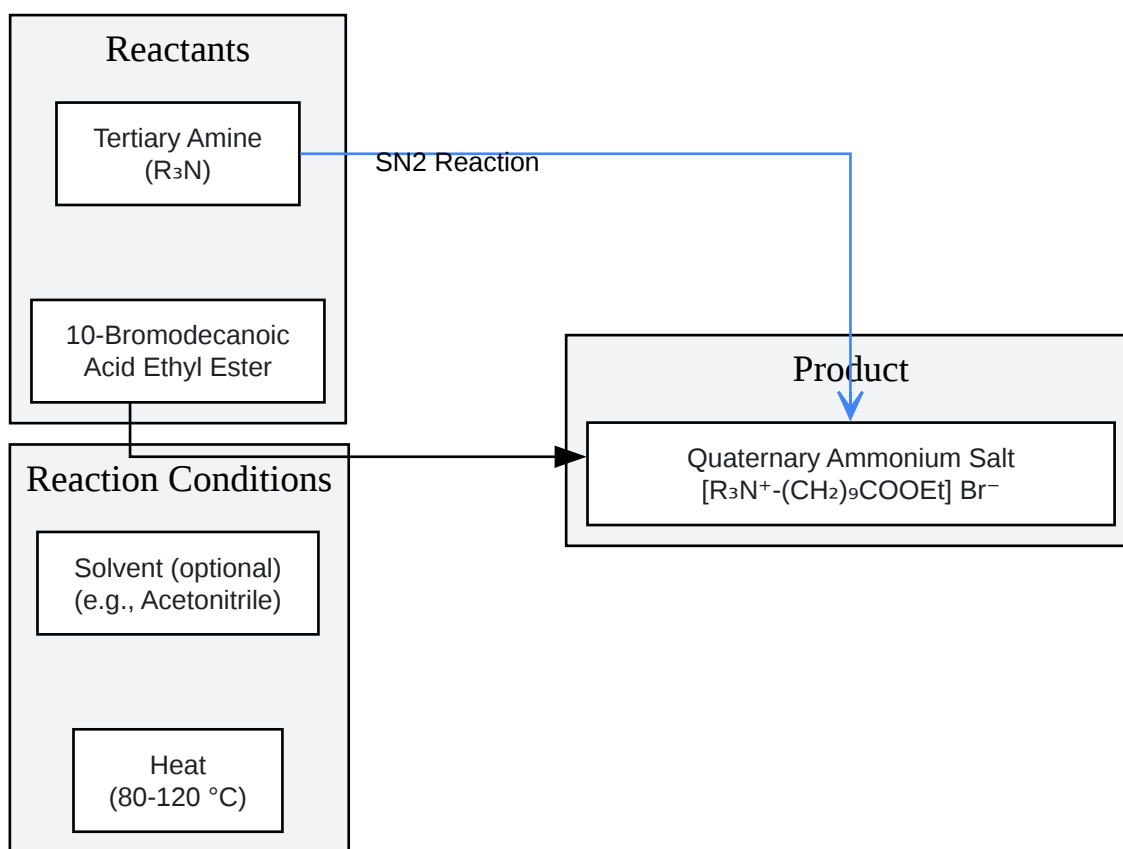 Reactants
Tertiary Amine
(R₃N)
SN2 Reaction
10-Bromodecanoic
Acid Ethyl Ester
Product
Quaternary Ammonium Salt
[R₃N⁺-(CH₂)₉COOEt] Br⁻
Reaction Conditions
Solvent (optional)
(e.g., Acetonitrile)
Heat
(80-120 °C)